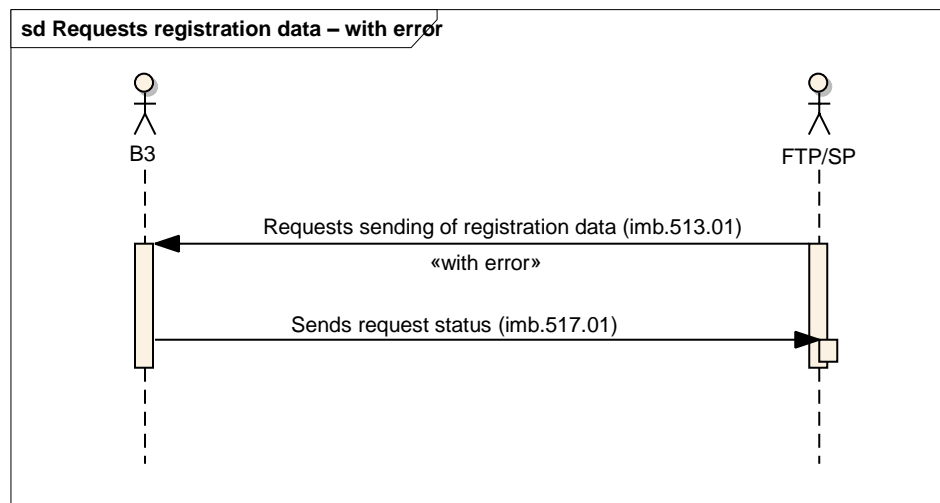 sd Requests registration data – with error
B3
FTP/SP
Requests sending of registration data (imb.513.01)
«with error»
Sends request status (imb.517.01)